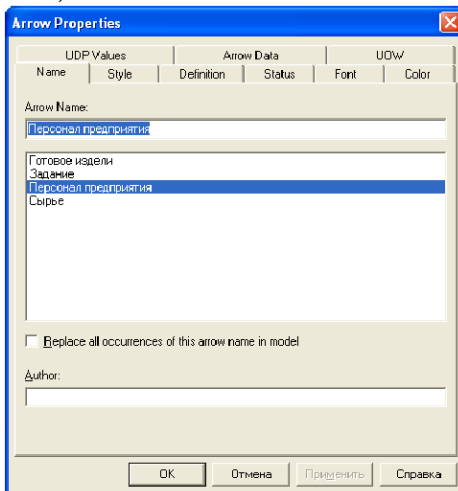 Arrow Properties
UDP Values Arrow Data UOW
Name Style Definition Status Font Color
Arrow Name:
Персонал предприятия
Готовое издели
Задание
Персонал предприятия
Сырье
Replace all occurrences of this arrow name in model
Author:
OK Отмена Применить Справка